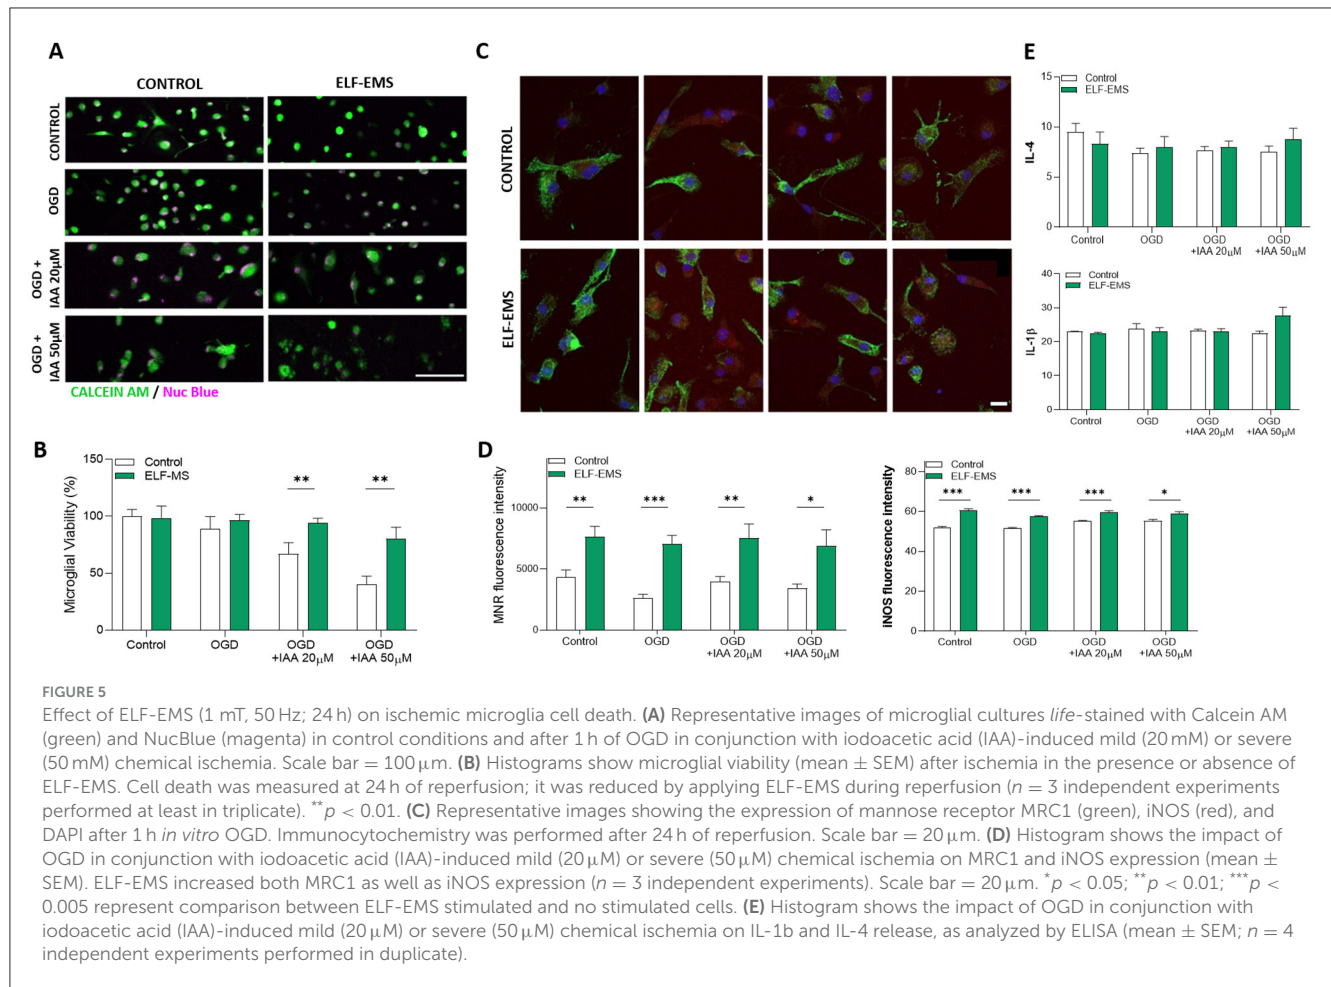 A
CONTROL
ELF-EMS
CONTROL
OGD
OGD +
IAA 20µM
OGD +
IAA 50µM
CALCEIN AM / Nuc Blue
B
150
100
50
0
Microglial Viability (%)
Control
ELF-MS
**
**
Control
OGD
OGD
+IAA 20µM
OGD
+IAA 50µM
C
CONTROL
ELF-EMS
D
10000
5000
0
MNR fluorescence intensity
Control
ELF-EMS
**
***
**
*
Control
OGD
OGD
+IAA 20µM
OGD
+IAA 50µM
80
60
40
20
0
iNOS fluorescence intensity
Control
ELF-EMS
***
***
***
*
Control
OGD
OGD
+IAA 20µM
OGD
+IAA 50µM
E
15
10
5
0
IL-4
Control
ELF-EMS
Control
OGD
OGD
+IAA 20µM
OGD
+IAA 50µM
40
30
20
10
0
IL-1β
Control
ELF-EMS
Control
OGD
OGD
+IAA 20µM
OGD
+IAA 50µM
FIGURE 5
Effect of ELF-EMS (1 mT, 50 Hz; 24 h) on ischemic microglia cell death. (A) Representative images of microglial cultures life-stained with Calcein AM
(green) and NucBlue (magenta) in control conditions and after 1 h of OGD in conjunction with iodoacetic acid (IAA)-induced mild (20 mM) or severe
(50 mM) chemical ischemia. Scale bar = 100 µm. (B) Histograms show microglial viability (mean ± SEM) after ischemia in the presence or absence of
ELF-EMS. Cell death was measured at 24 h of reperfusion; it was reduced by applying ELF-EMS during reperfusion (n = 3 independent experiments
performed at least in triplicate). **p < 0.01. (C) Representative images showing the expression of mannose receptor MRC1 (green), iNOS (red), and
DAPI after 1 h in vitro OGD. Immunocytochemistry was performed after 24 h of reperfusion. Scale bar = 20 µm. (D) Histogram shows the impact of
OGD in conjunction with iodoacetic acid (IAA)-induced mild (20 µM) or severe (50 µM) chemical ischemia on MRC1 and iNOS expression (mean ±
SEM). ELF-EMS increased both MRC1 as well as iNOS expression (n = 3 independent experiments). Scale bar = 20 µm. *p < 0.05; **p < 0.01; ***p <
0.005 represent comparison between ELF-EMS stimulated and no stimulated cells. (E) Histogram shows the impact of OGD in conjunction with
iodoacetic acid (IAA)-induced mild (20 µM) or severe (50 µM) chemical ischemia on IL-1b and IL-4 release, as analyzed by ELISA (mean ± SEM; n = 4
independent experiments performed in duplicate).